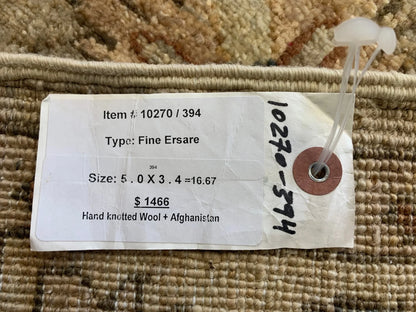 Item # 10270 / 394
Type: Fine Ersare
394
Size: 5 . 0 X 3 . 4 =16.67
$ 1466
Hand knotted Wool + Afghanistan
10270-394